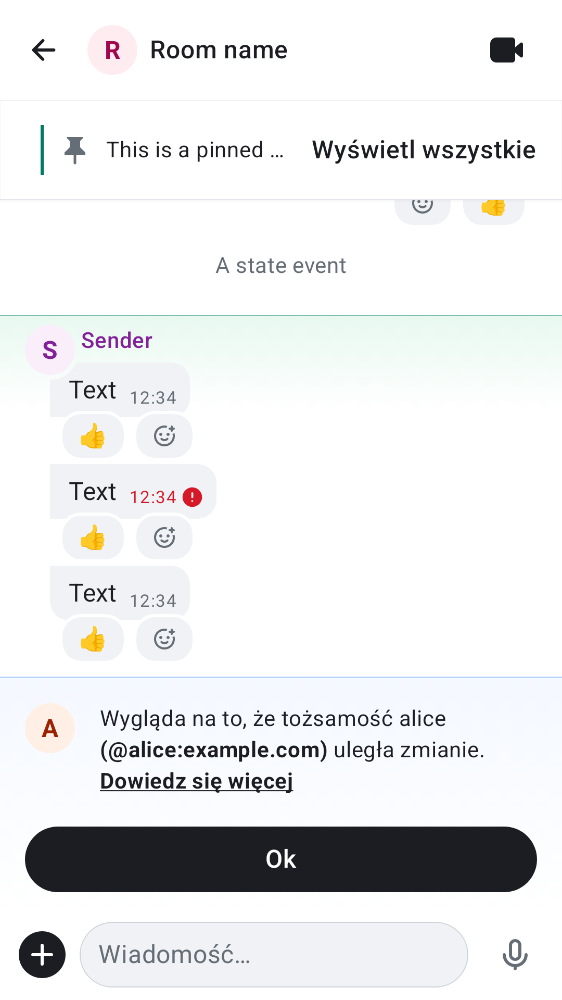 R Room name
This is a pinned … Wyświetl wszystkie
A state event
S Sender
Text 12:34
Text 12:34
Text 12:34
A Wygląda na to, że tożsamość alice
(@alice:example.com) uległa zmianie.
Dowiedz się więcej
Ok
Wiadomość…